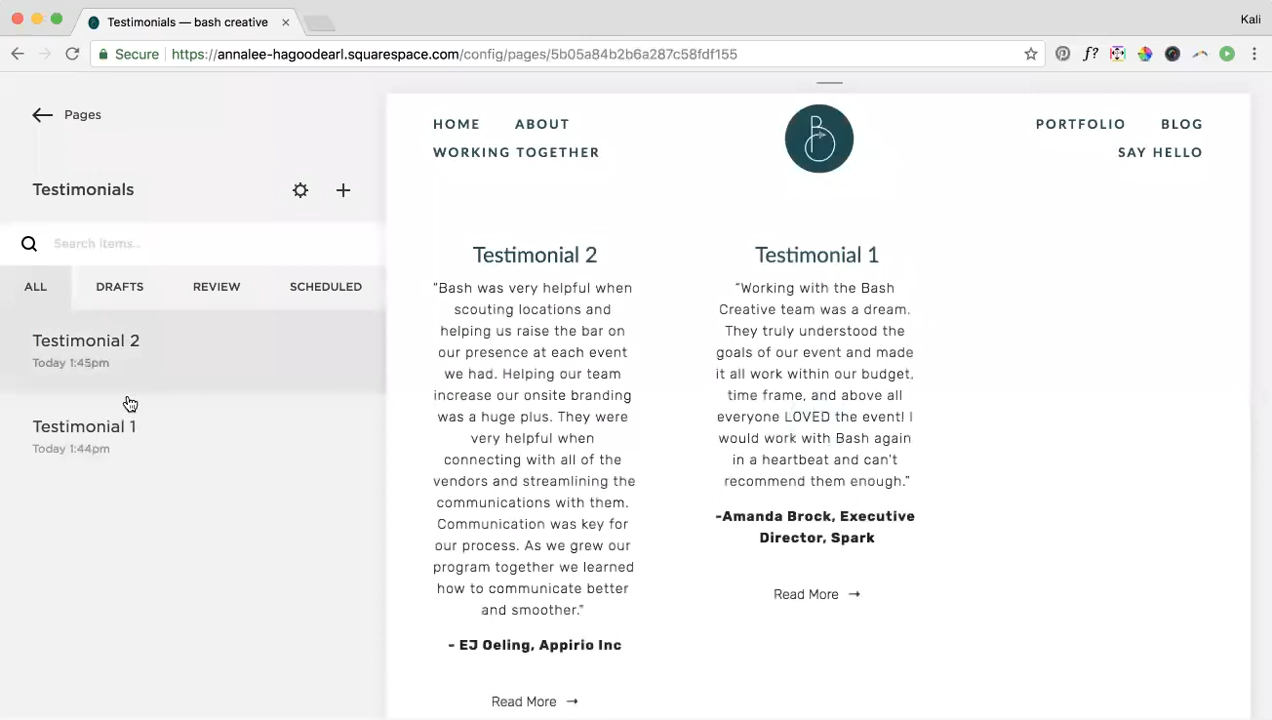 Testimonials — bash creative
Kali
Secure
https://annalee-hagoodearl.squarespace.com/config/pages/5b05a84b2b6a287c58fdf155
f?
Pages
Testimonials
Search items...
ALL
DRAFTS
REVIEW
SCHEDULED
Testimonial 2
Today 1:45pm
Testimonial 1
Today 1:44pm
HOME
ABOUT
WORKING TOGETHER
PORTFOLIO
BLOG
SAY HELLO
Testimonial 2
"Bash was very helpful when
scouting locations and
helping us raise the bar on
our presence at each event
we had. Helping our team
increase our onsite branding
was a huge plus. They were
very helpful when
connecting with all of the
vendors and streamlining the
communications with them.
Communication was key for
our process. As we grew our
program together we learned
how to communicate better
and smoother."
- EJ Oeling, Appirio Inc
Read More →
Testimonial 1
"Working with the Bash
Creative team was a dream.
They truly understood the
goals of our event and made
it all work within our budget,
time frame, and above all
everyone LOVED the event! I
would work with Bash again
in a heartbeat and can't
recommend them enough."
-Amanda Brock, Executive
Director, Spark
Read More →